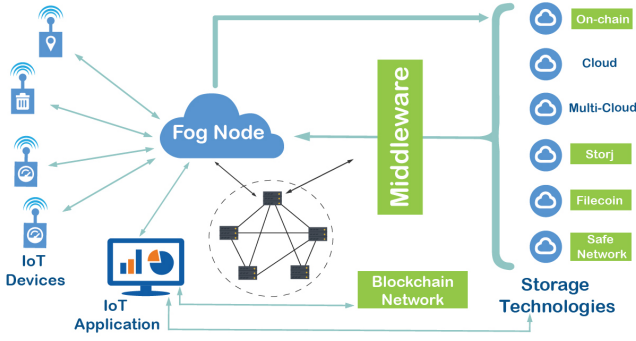 On-chain
Cloud
Multi-Cloud
Storj
Filecoin
Safe
Network
Storage
Technologies
Middleware
Fog Node
IoT
Devices
IoT
Application
Blockchain
Network